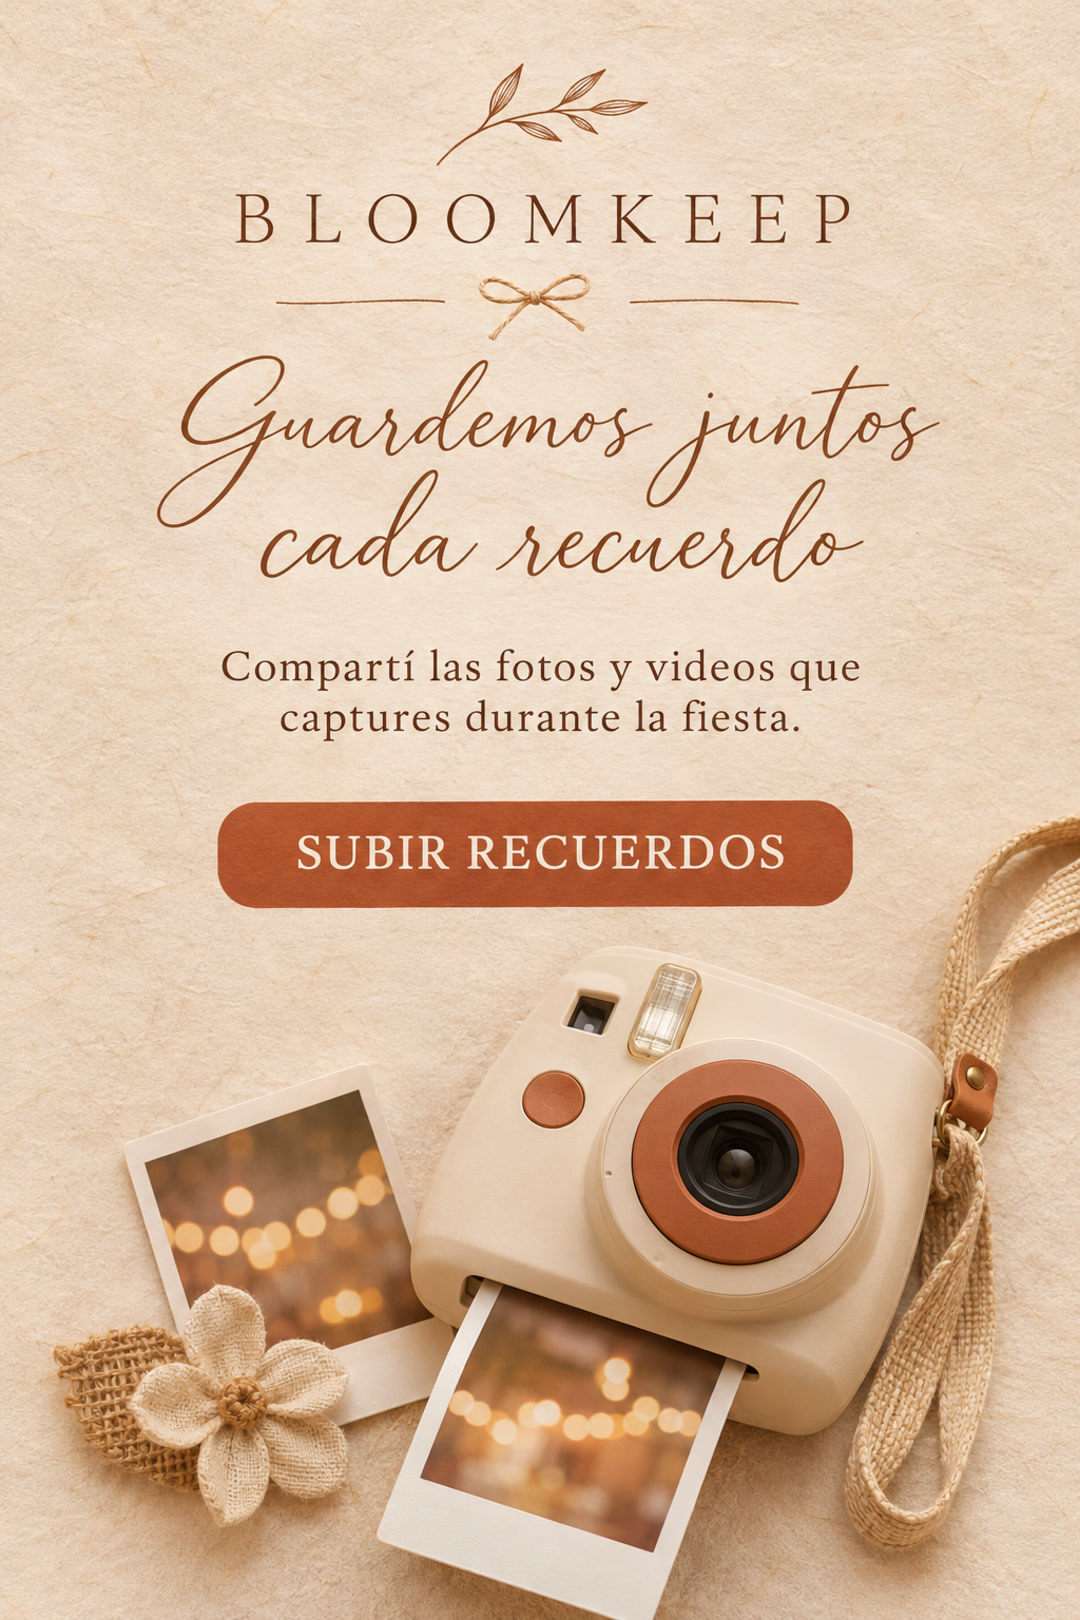 BLOOMKEEP
Guardemos juntos
cada recuerdo
Compartí las fotos y videos que
captures durante la fiesta.
SUBIR RECUERDOS